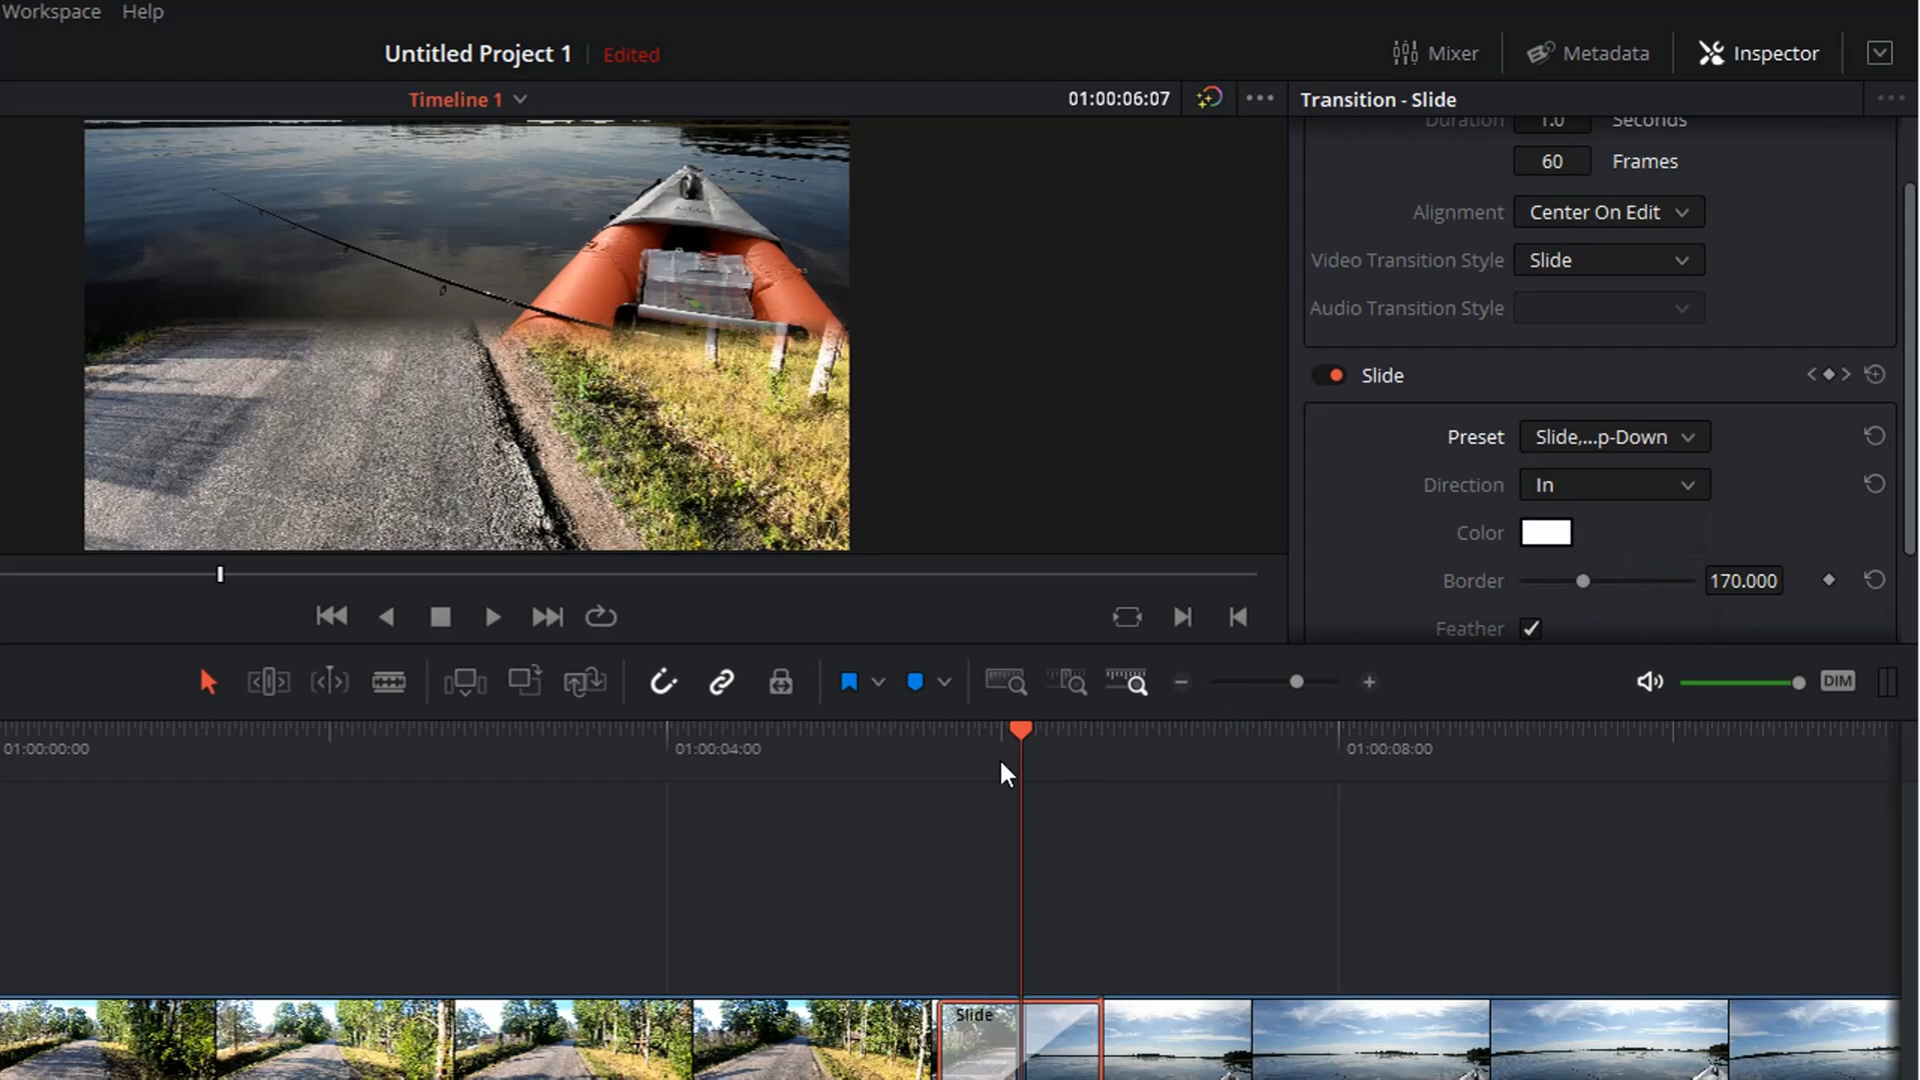 Workspace Help
Untitled Project 1 Edited Mixer Metadata Inspector
Timeline 1 01:00:06:07 Transition - Slide
Duration 1.0 Seconds
60 Frames
Alignment Center On Edit
Video Transition Style Slide
Audio Transition Style
Slide
Preset Slide,...p-Down
Direction In
Color
Border 170.000
Feather
DIM
01:00:00:00 01:00:04:00 01:00:08:00
Slide